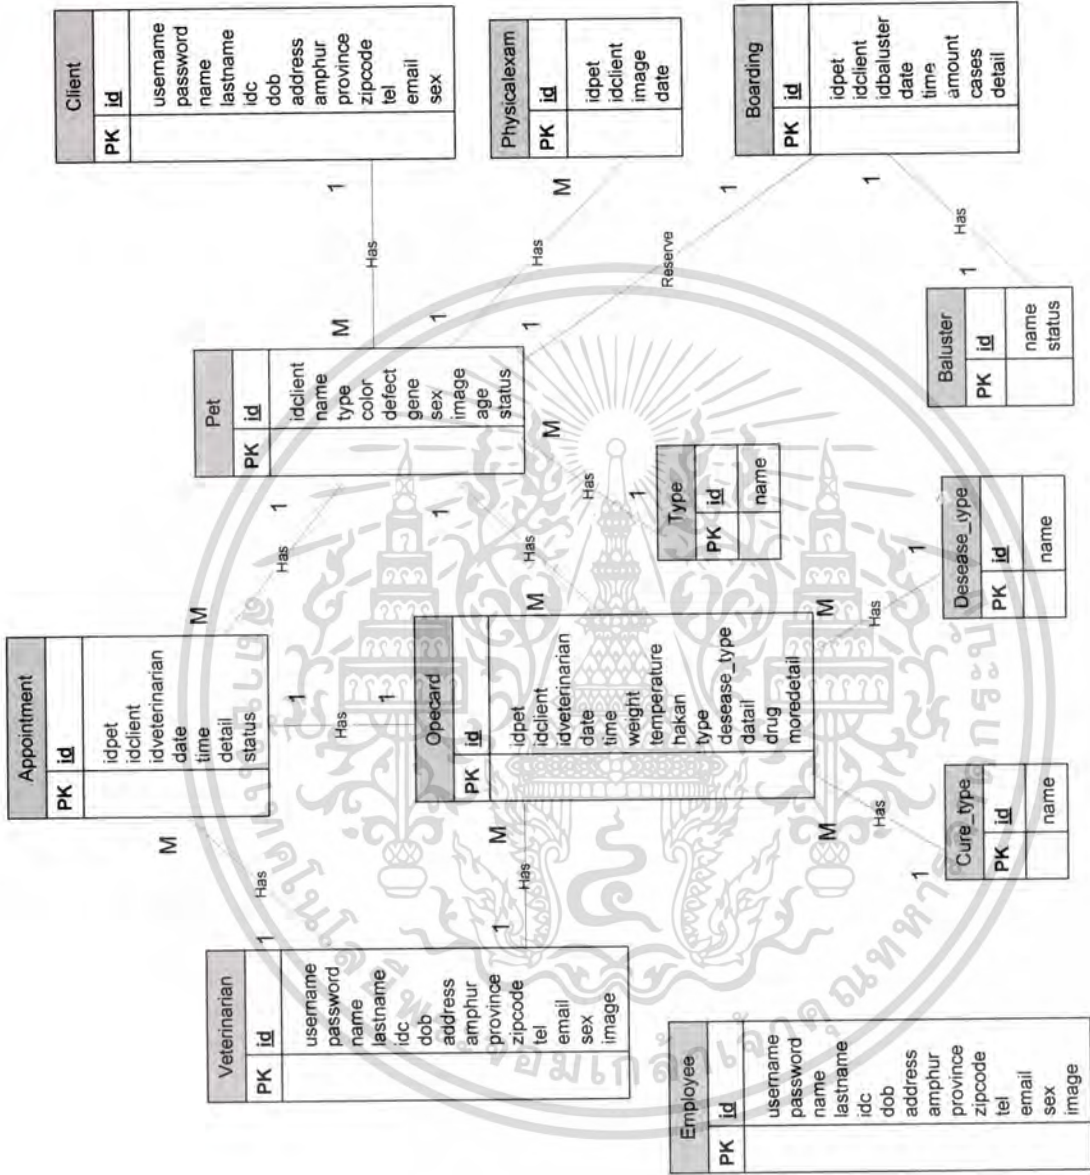 Client
PK id
username
password
name
lastname
idc
dob
address
amphur
province
zipcode
tel
email
sex
Physicalexam
PK id
idpet
idclient
image
date
Boarding
PK id
idpet
idclient
idbaluster
date
time
amount
cases
detail
1
Has
M
M
Has
1
1
Reserve
1
1
Has
1
Pet
PK id
idclient
name
type
color
defect
gene
sex
image
age
status
Baluster
PK id
name
status
M
Has
1
Type
PK id
name
1
Has
M
1
Has
M
Appointment
PK id
idpet
idclient
idveterinarian
date
time
detail
status
1
Has
1
Opecard
PK id
idpet
idclient
idveterinarian
date
time
weight
temperature
hakan
type
desease_type
datail
drug
moredetail
M
Has
1
Desease_type
PK id
name
M
Has
1
Cure_type
PK id
name
M
Has
1
M
Has
1
Veterinarian
PK id
username
password
name
lastname
idc
dob
address
amphur
province
zipcode
tel
email
sex
image
Employee
PK id
username
password
name
lastname
idc
dob
address
amphur
province
zipcode
tel
email
sex
image